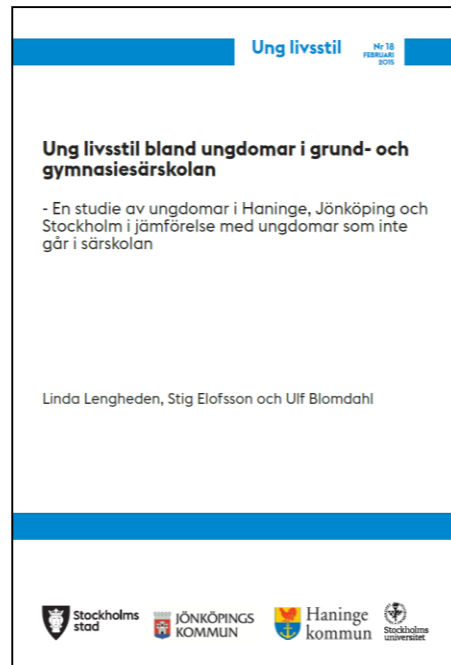 Ung livsstil
Nr 18
FEBRUARI
2015
Ung livsstil bland ungdomar i grund- och
gymnasiesärskolan
- En studie av ungdomar i Haninge, Jönköping och
Stockholm i jämförelse med ungdomar som inte
går i särskolan
Linda Lengheden, Stig Elofsson och Ulf Blomdahl
Stockholms
stad
JÖNKÖPINGS
KOMMUN
Haninge
kommun
Stockholms
universitet